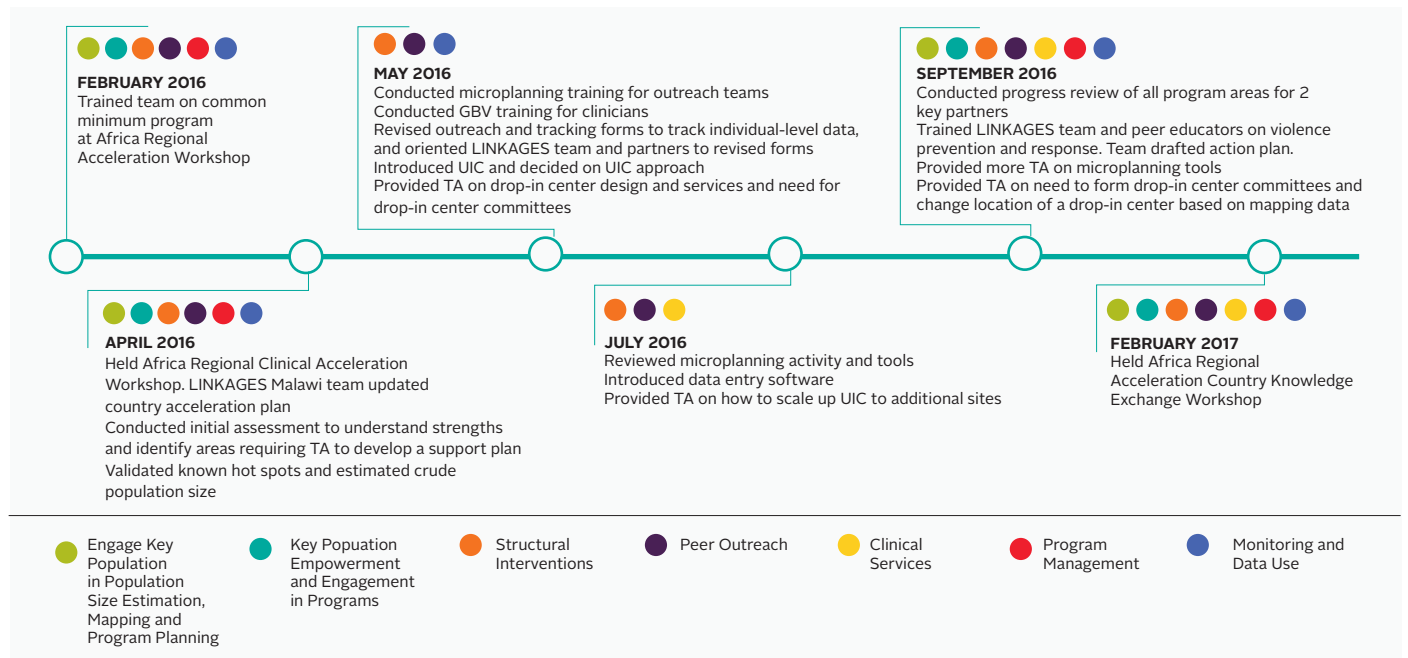 FEBRUARY 2016
Trained team on common
minimum program
at Africa Regional
Acceleration Workshop
APRIL 2016
Held Africa Regional Clinical Acceleration
Workshop. LINKAGES Malawi team updated
country acceleration plan
Conducted initial assessment to understand strengths
and identify areas requiring TA to develop a support plan
Validated known hot spots and estimated crude
population size
MAY 2016
Conducted microplanning training for outreach teams
Conducted GBV training for clinicians
Revised outreach and tracking forms to track individual-level data,
and oriented LINKAGES team and partners to revised forms
Introduced UIC and decided on UIC approach
Provided TA on drop-in center design and services and need for
drop-in center committees
JULY 2016
Reviewed microplanning activity and tools
Introduced data entry software
Provided TA on how to scale up UIC to additional sites
SEPTEMBER 2016
Conducted progress review of all program areas for 2
key partners
Trained LINKAGES team and peer educators on violence
prevention and response. Team drafted action plan.
Provided more TA on microplanning tools
Provided TA on need to form drop-in center committees and
change location of a drop-in center based on mapping data
FEBRUARY 2017
Held Africa Regional
Acceleration Country Knowledge
Exchange Workshop
Engage Key
Population
in Population
Size Estimation,
Mapping and
Program Planning
Key Popuation
Empowerment
and Engagement
in Programs
Structural
Interventions
Peer Outreach
Clinical
Services
Program
Management
Monitoring and
Data Use